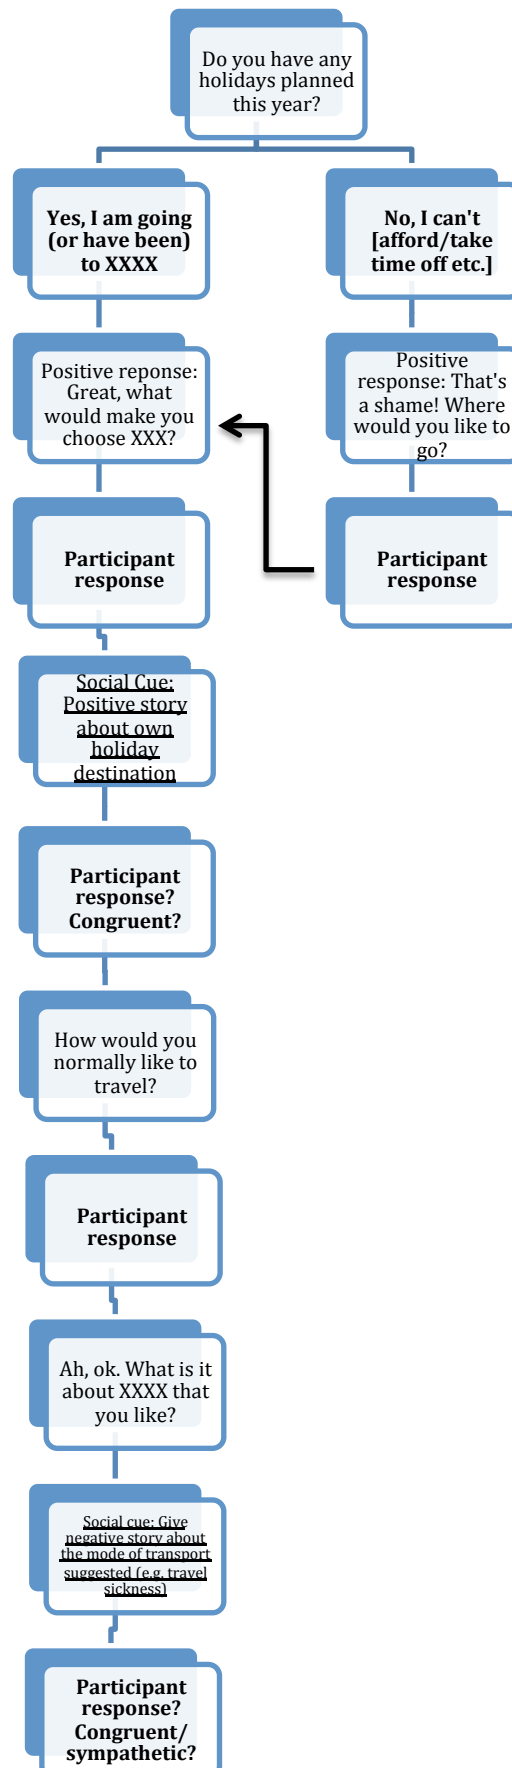 Do you have any
holidays planned
this year?
Yes, I am going
(or have been)
to XXXX
No, I can't
[afford/take
time off etc.]
Positive reponse:
Great, what
would make you
choose XXX?
Positive
response: That's
a shame! Where
would you like to
go?
Participant
response
Participant
response
Social Cue:
Positive story
about own
holiday
destination
Participant
response?
Congruent?
How would you
normally like to
travel?
Participant
response
Ah, ok. What is it
about XXXX that
you like?
Social cue: Give
negative story about
the mode of transport
suggested (e.g. travel
sickness)
Participant
response?
Congruent/
sympathetic?